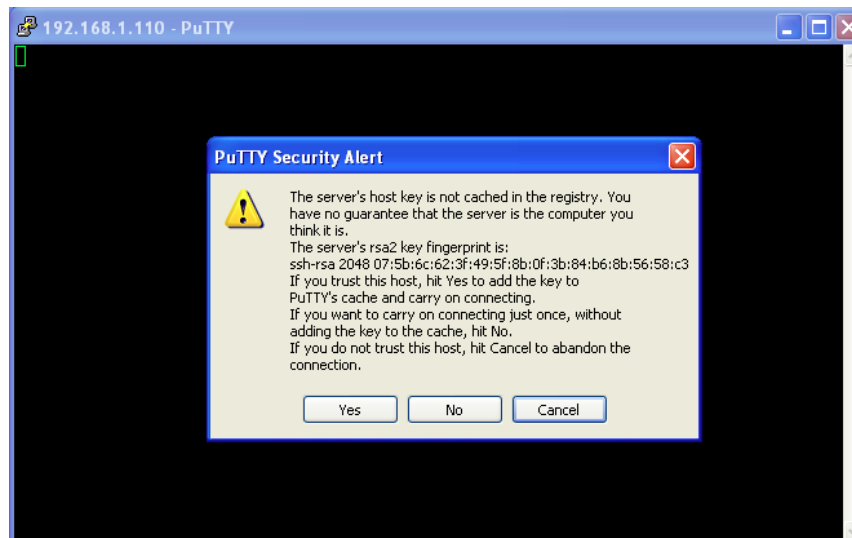 192.168.1.110 - PuTTY
PuTTY Security Alert
The server's host key is not cached in the registry. You
have no guarantee that the server is the computer you
think it is.
The server's rsa2 key fingerprint is:
ssh-rsa 2048 07:5b:6c:62:3f:49:5f:8b:0f:3b:84:b6:8b:56:58:c3
If you trust this host, hit Yes to add the key to
PuTTY's cache and carry on connecting.
If you want to carry on connecting just once, without
adding the key to the cache, hit No.
If you do not trust this host, hit Cancel to abandon the
connection.
Yes No Cancel